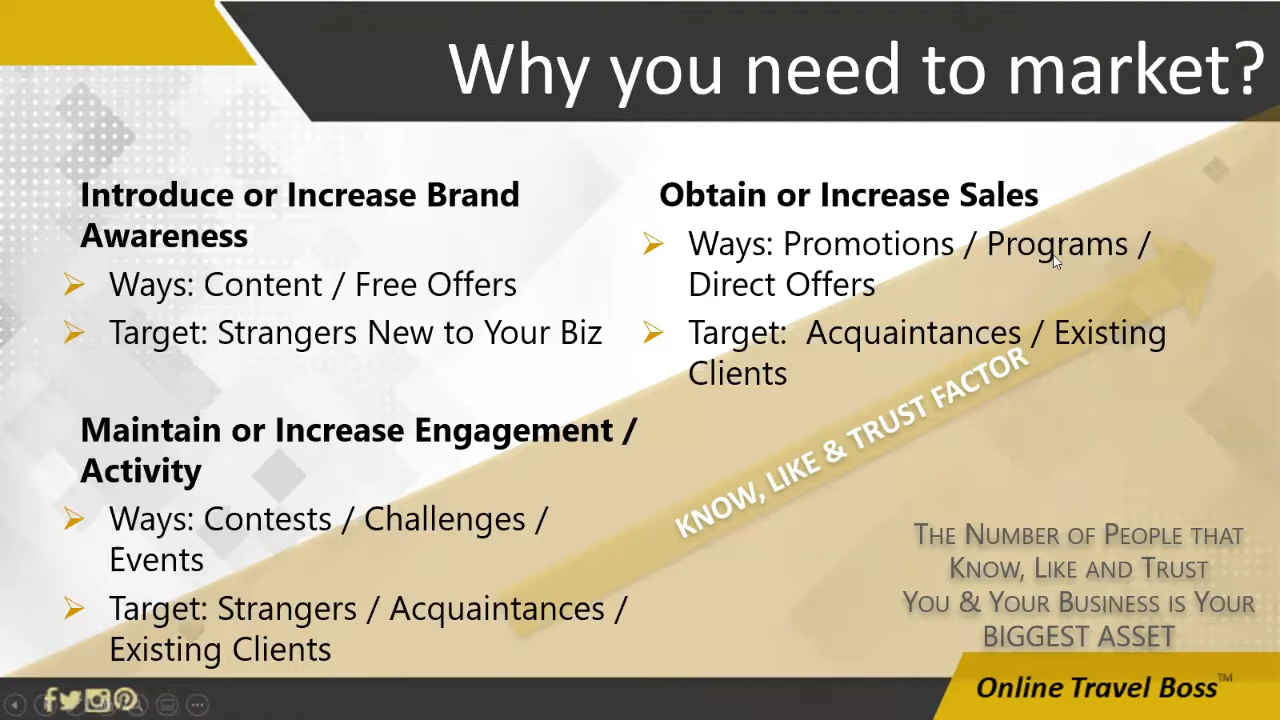 Why you need to market?
Introduce or Increase Brand
Awareness
Ways: Content / Free Offers
Target: Strangers New to Your Biz
Maintain or Increase Engagement /
Activity
Ways: Contests / Challenges /
Events
Target: Strangers / Acquaintances /
Existing Clients
Obtain or Increase Sales
Ways: Promotions / Programs /
Direct Offers
Target: Acquaintances / Existing
Clients
KNOW, LIKE & TRUST FACTOR
THE NUMBER OF PEOPLE THAT
KNOW, LIKE AND TRUST
YOU & YOUR BUSINESS IS YOUR
BIGGEST ASSET
Online Travel Boss™